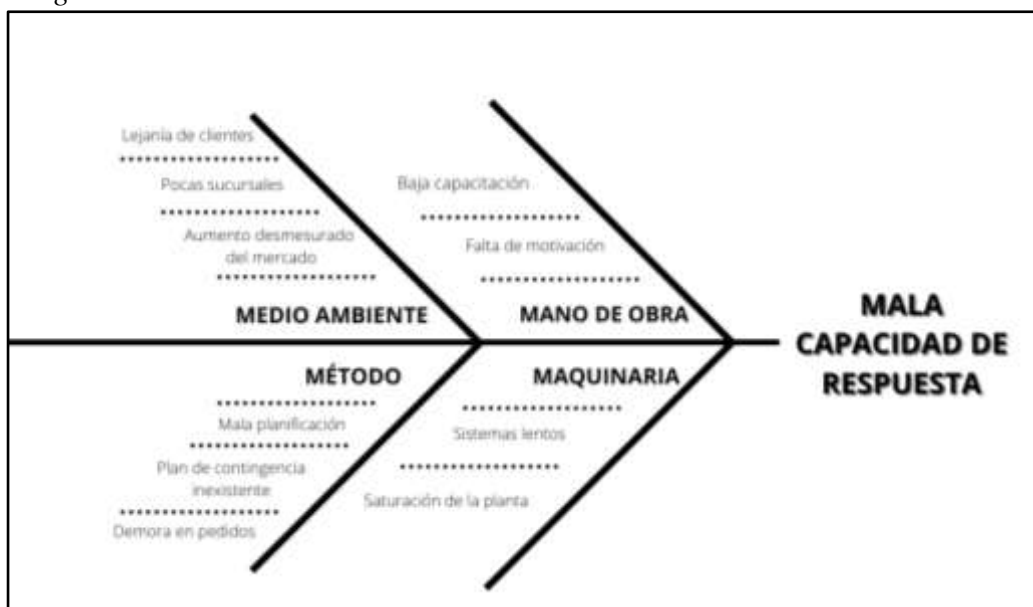 Lejanía de clientes
Pocas sucursales
Aumento desmesurado
del mercado
MEDIO AMBIENTE
Baja capacitación
Falta de motivación
MANO DE OBRA
MALA
CAPACIDAD DE
RESPUESTA
MÉTODO
Mala planificación
Plan de contingencia
inexistente
Demora en pedidos
MAQUINARIA
Sistemas lentos
Saturación de la planta